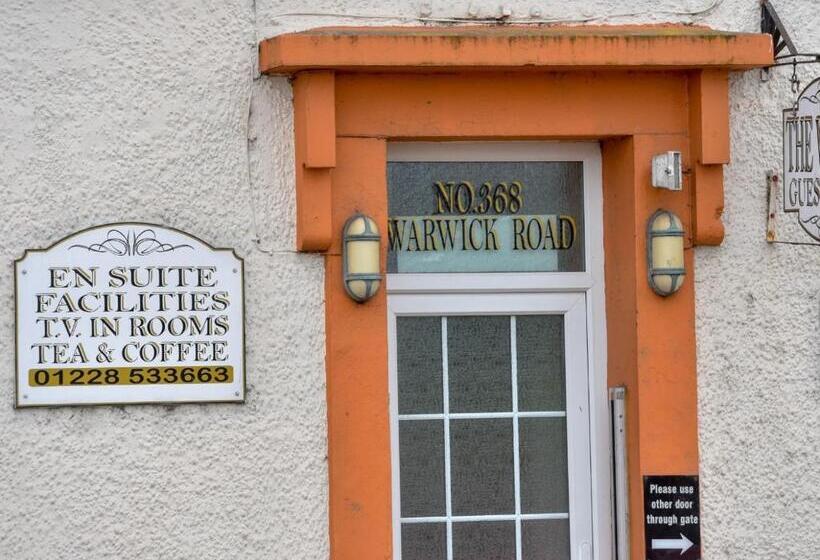 EN SUITE
FACILITIES
T.V. IN ROOMS
TEA & COFFEE
01228 533663
NO.368
WARWICK ROAD
THE
Please use
other door
through gate